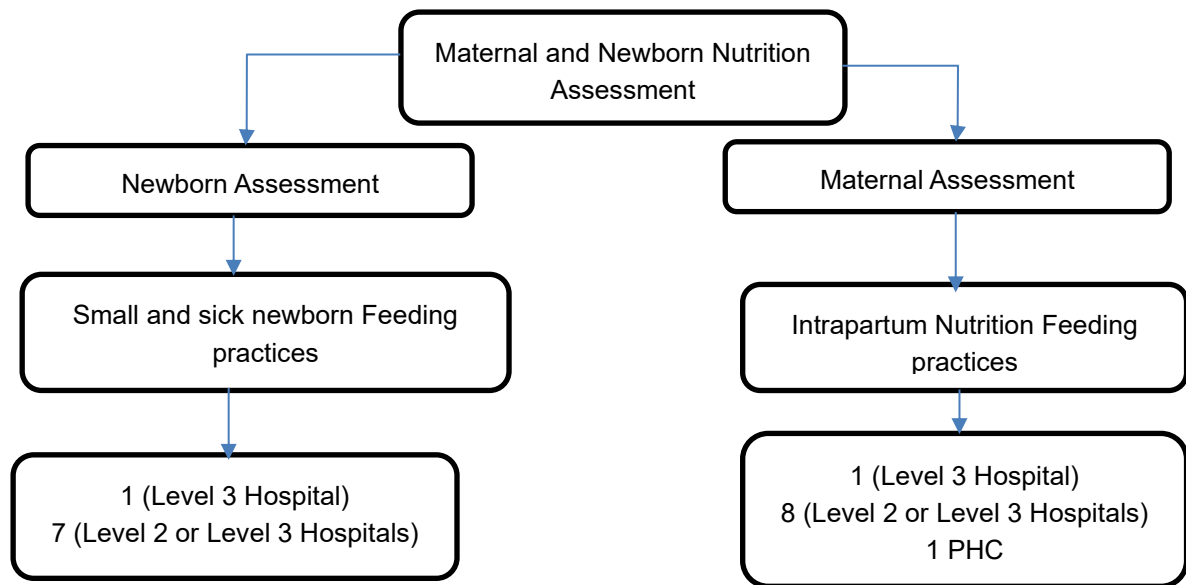 Maternal and Newborn Nutrition
Assessment
Newborn Assessment
Maternal Assessment
Small and sick newborn Feeding
practices
Intrapartum Nutrition Feeding
practices
1 (Level 3 Hospital)
7 (Level 2 or Level 3 Hospitals)
1 (Level 3 Hospital)
8 (Level 2 or Level 3 Hospitals)
1 PHC